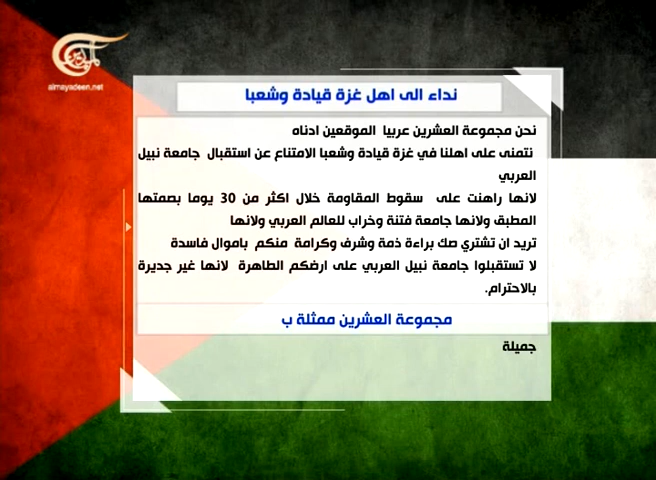 الميادين
almayadeen.net
نداء الى اهل غزة قيادة وشعبا
نحن مجموعة العشرين عربيا الموقعين ادناه
نتمنى على اهلنا في غزة قيادة وشعبا الامتناع عن استقبال جامعة نبيل
العربي
لانها راهنت على سقوط المقاومة خلال اكثر من 30 يوما بصمتها
المطبق ولانها جامعة فتنة وخراب للعالم العربي ولانها
تريد ان تشتري صك براءة ذمة وشرف وكرامة منكم باموال فاسدة
لا تستقبلوا جامعة نبيل العربي على ارضكم الطاهرة لانها غير جديرة
بالاحترام.
مجموعة العشرين ممثلة ب
جميلة